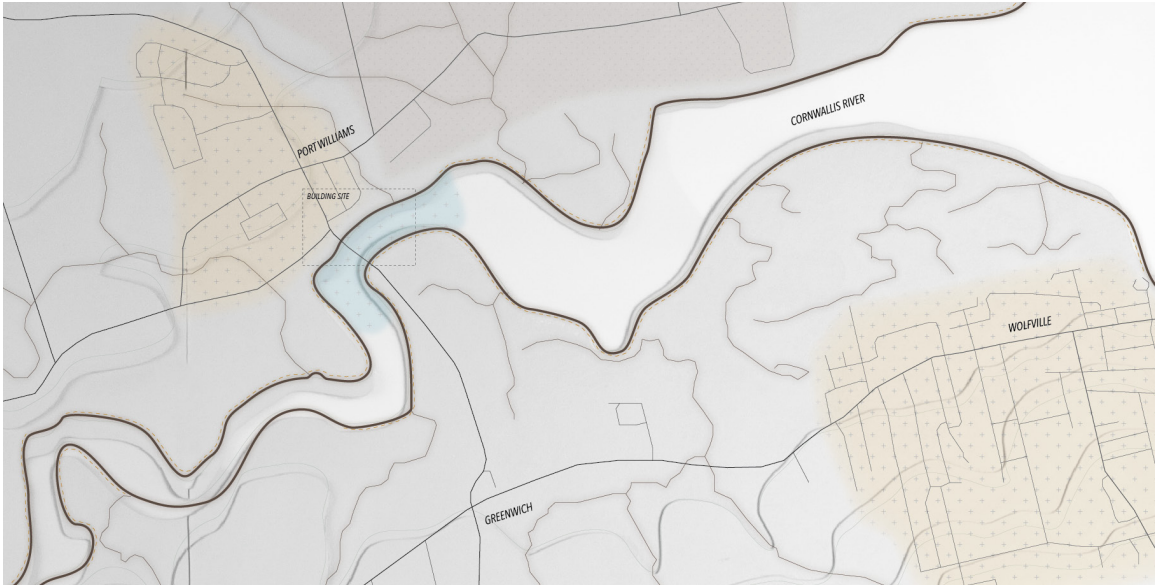 CORNWALLIS RIVER
PORT WILLIAMS
BUILDING SITE
WOLFVILLE
GREENWICH